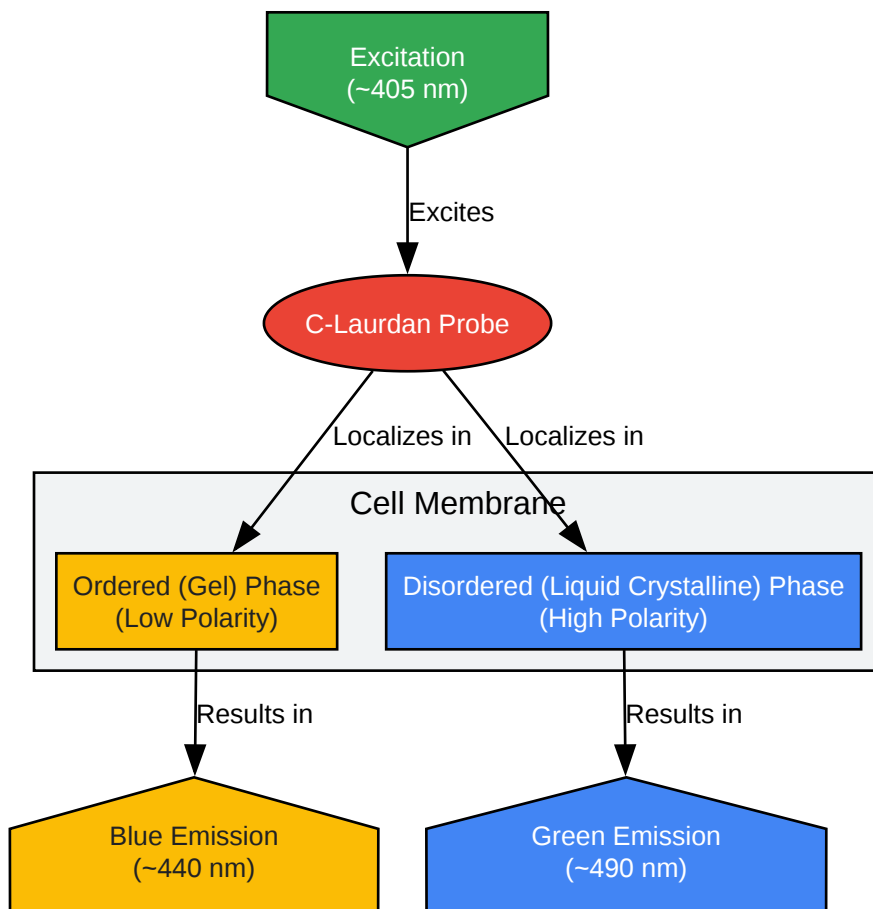 Excitation
(~405 nm)
Excites
C-Laurdan Probe
Localizes in
Localizes in
Cell Membrane
Ordered (Gel) Phase
(Low Polarity)
Disordered (Liquid Crystalline) Phase
(High Polarity)
Results in
Results in
Blue Emission
(~440 nm)
Green Emission
(~490 nm)